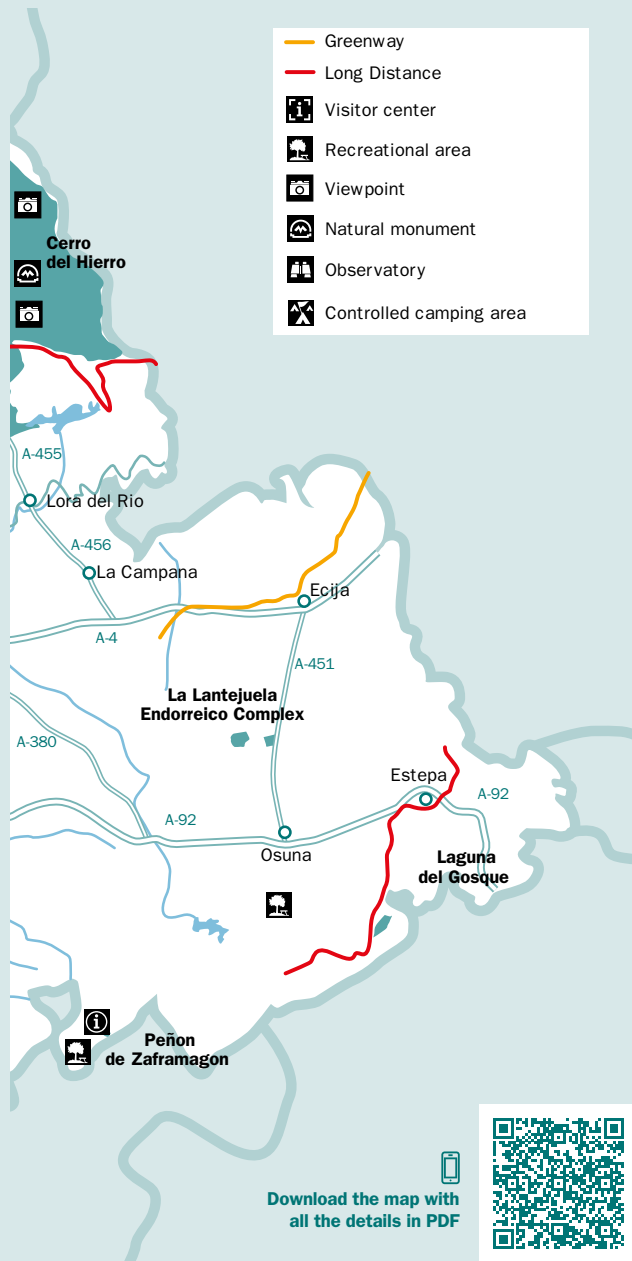 Greenway
Long Distance
Visitor center
Recreational area
Viewpoint
Natural monument
Observatory
Controlled camping area
Cerro
del Hierro
A-455
Lora del Rio
A-456
La Campana
Ecija
A-4
A-451
La Lantejuela
Endorreico Complex
A-380
Estepa
A-92
A-92
Osuna
Laguna
del Gosque
Peñon
de Zaframagon
Download the map with
all the details in PDF